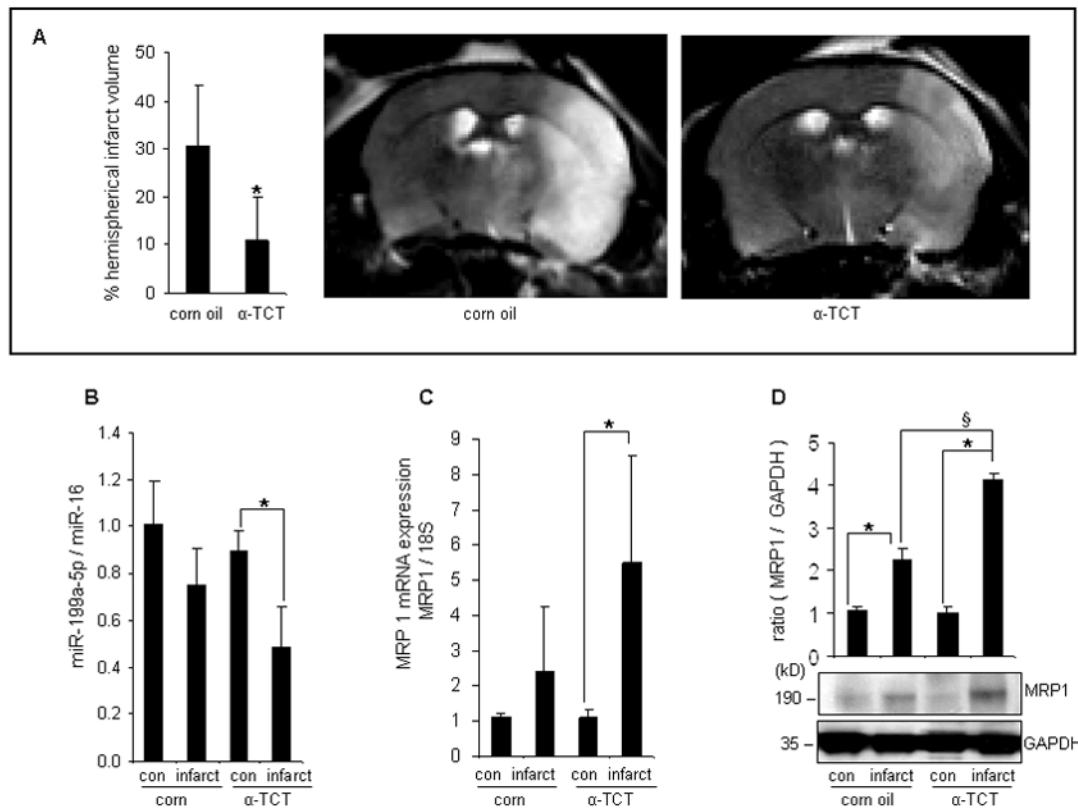 A
% hemispherical infarct volume
50
40
30
20
10
0
*
corn oil α-TCT
corn oil
α-TCT
B
miR-199a-5p / miR-16
1.2
1.0
0.8
0.6
0.4
0.2
0.0
*
con infarct con infarct
corn α-TCT
C
MRP 1 mRNA expression
MRP1 / 18S
9
8
7
6
5
4
3
2
1
0
*
con infarct con infarct
corn α-TCT
D
ratio ( MRP1 / GAPDH )
5
4
3
2
1
0
§
*
*
(kD)
190 –
MRP1
35 –
GAPDH
con infarct con infarct
corn oil α-TCT